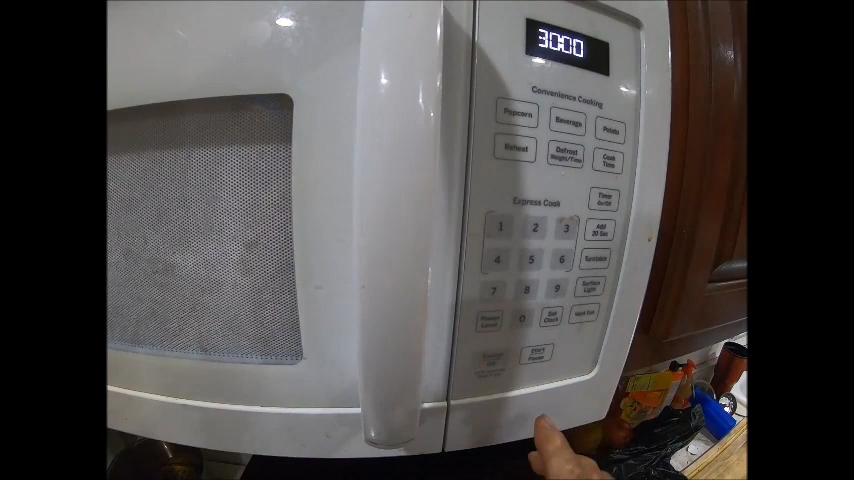 30:00
Convenience Cooking
Popcorn
Beverage
Potato
Reheat
Defrost
Weight/Time
Cook
Time
Timer
On/Off
Express Cook
1 2 3
Add
30 Sec
4 5 6
Turntable
7 8 9
Surface
Light
Power
Level
0
Set
Clock
Vent Fan
Start
Pause